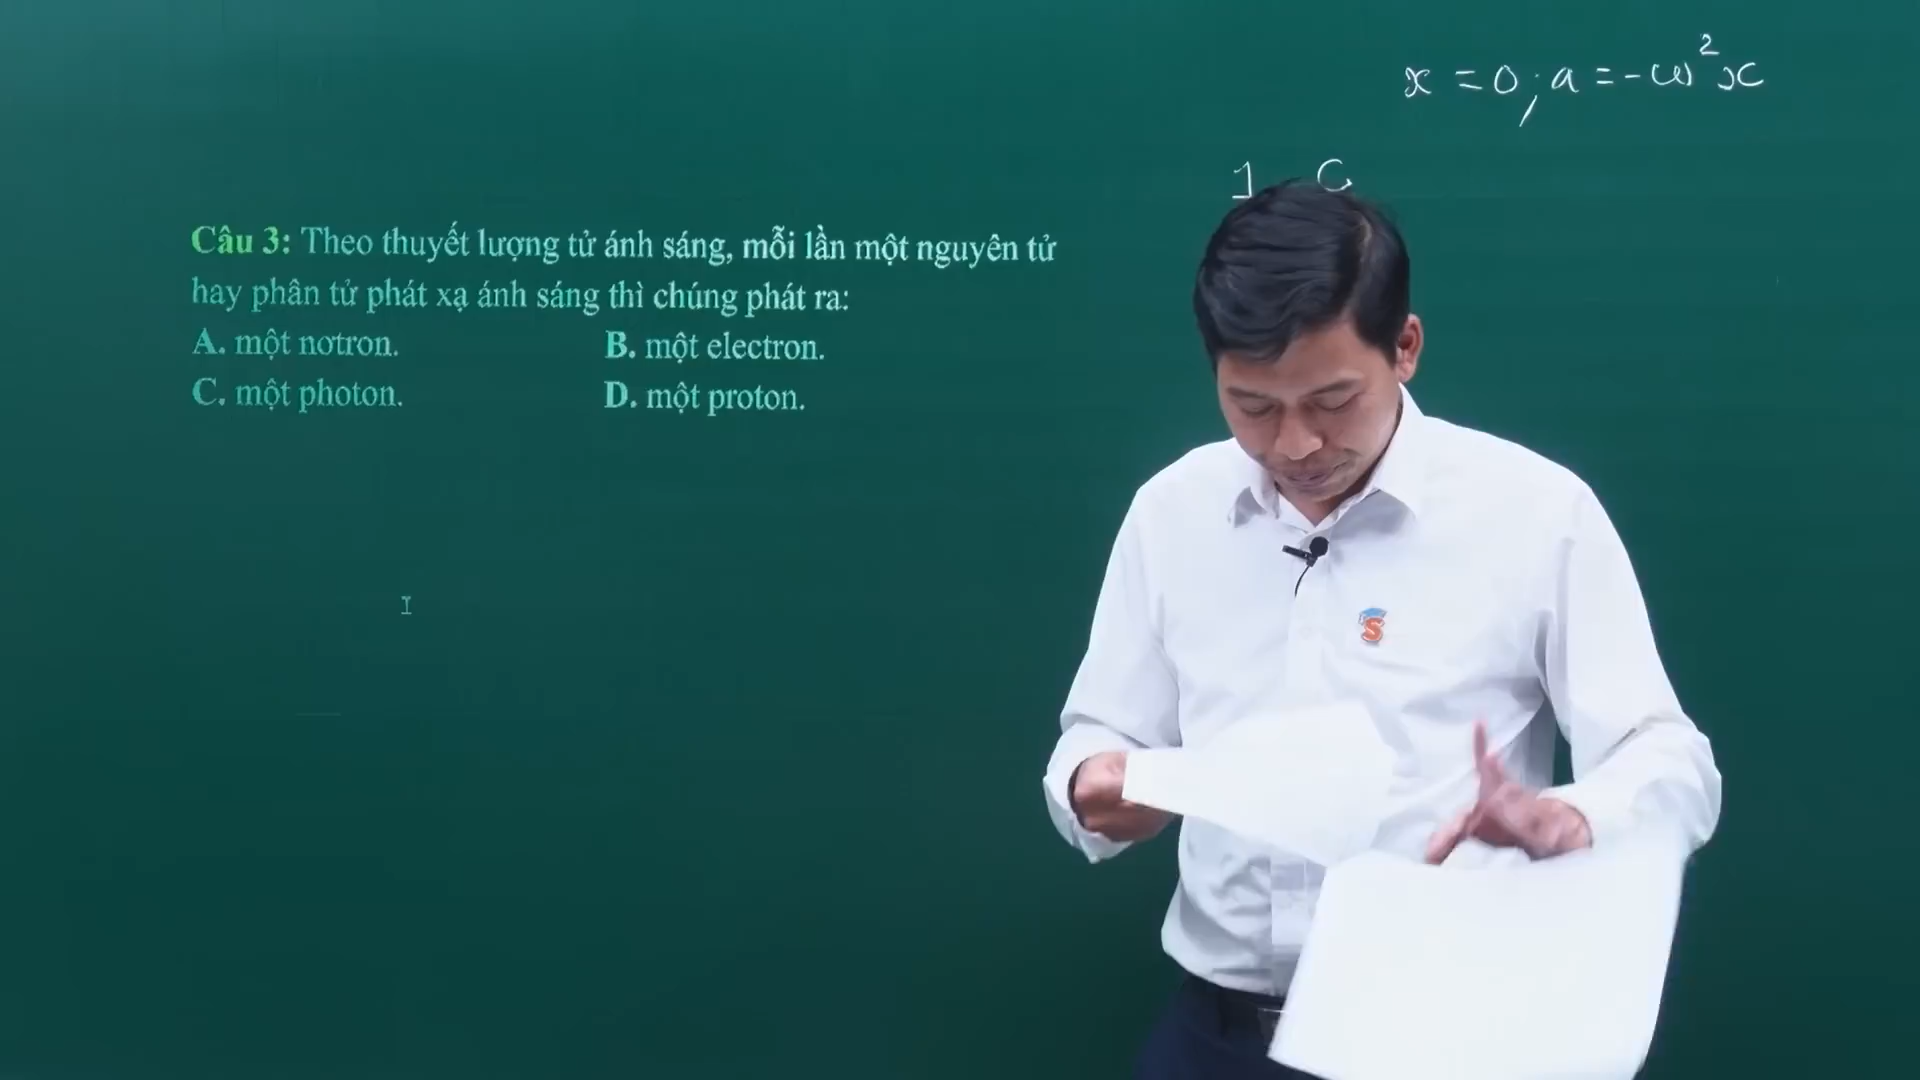 x = 0; a = -ω²x
1 C
Câu 3: Theo thuyết lượng tử ánh sáng, mỗi lần một nguyên tử
hay phân tử phát xạ ánh sáng thì chúng phát ra:
A. một nơtron. B. một electron.
C. một photon. D. một proton.
S